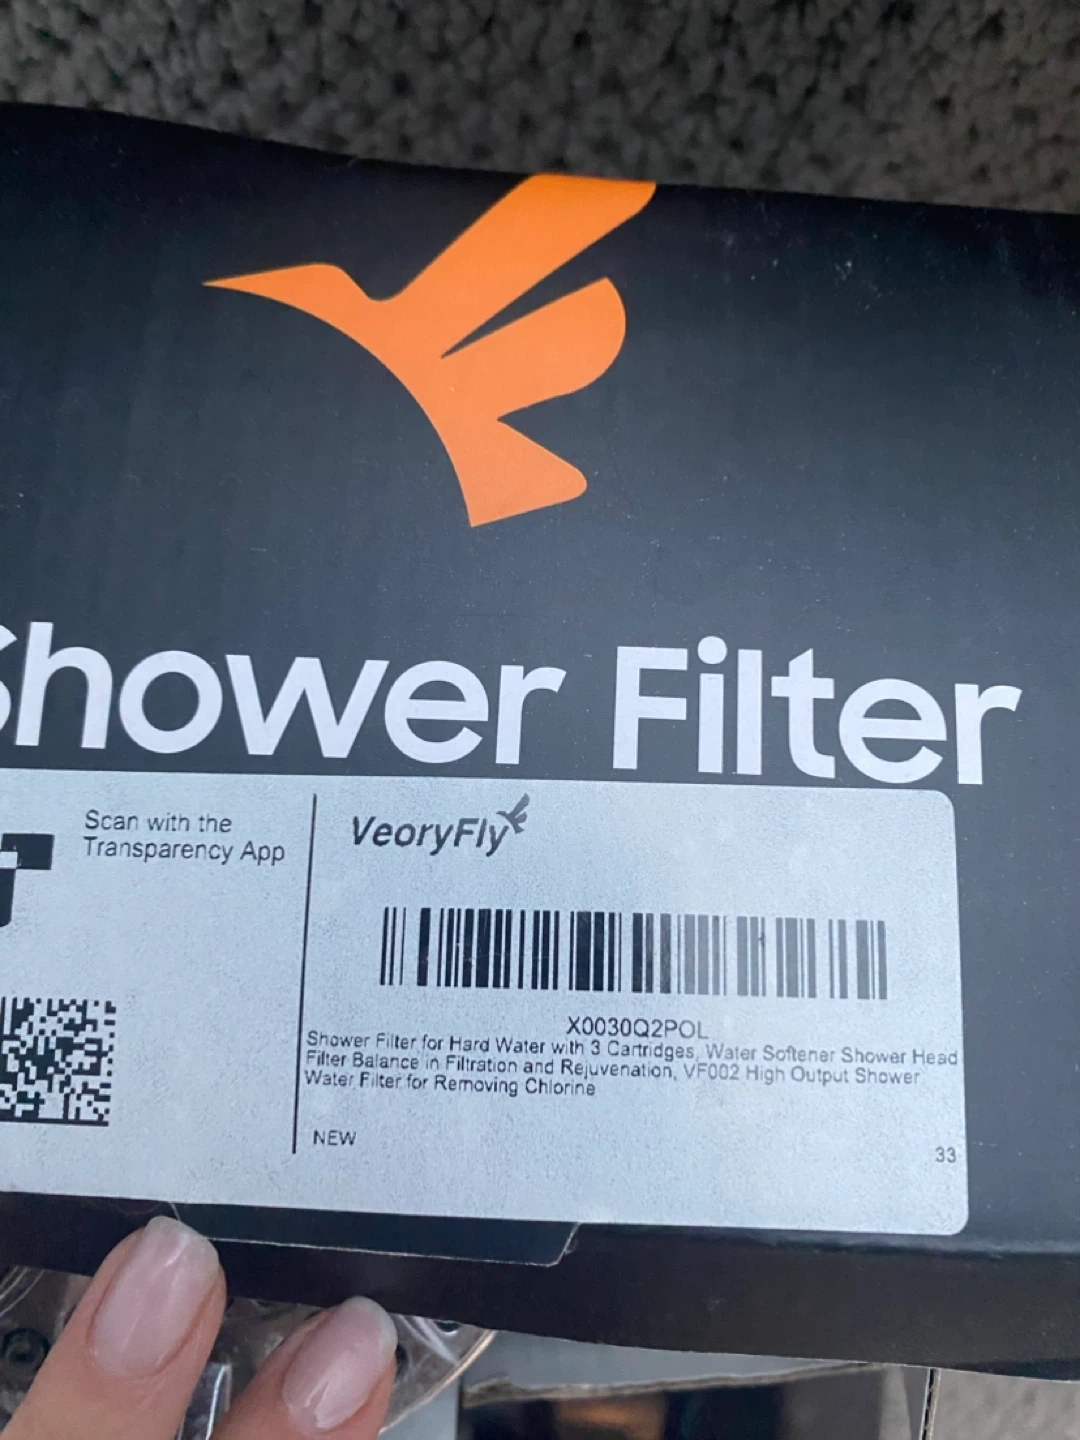 Shower Filter
Scan with the
Transparency App
VeoryFly
X0030Q2POL
Shower Filter for Hard Water with 3 Cartridges, Water Softener Shower Head
Filter Balance in Filtration and Rejuvenation, VF002 High Output Shower
Water Filter for Removing Chlorine
NEW
33